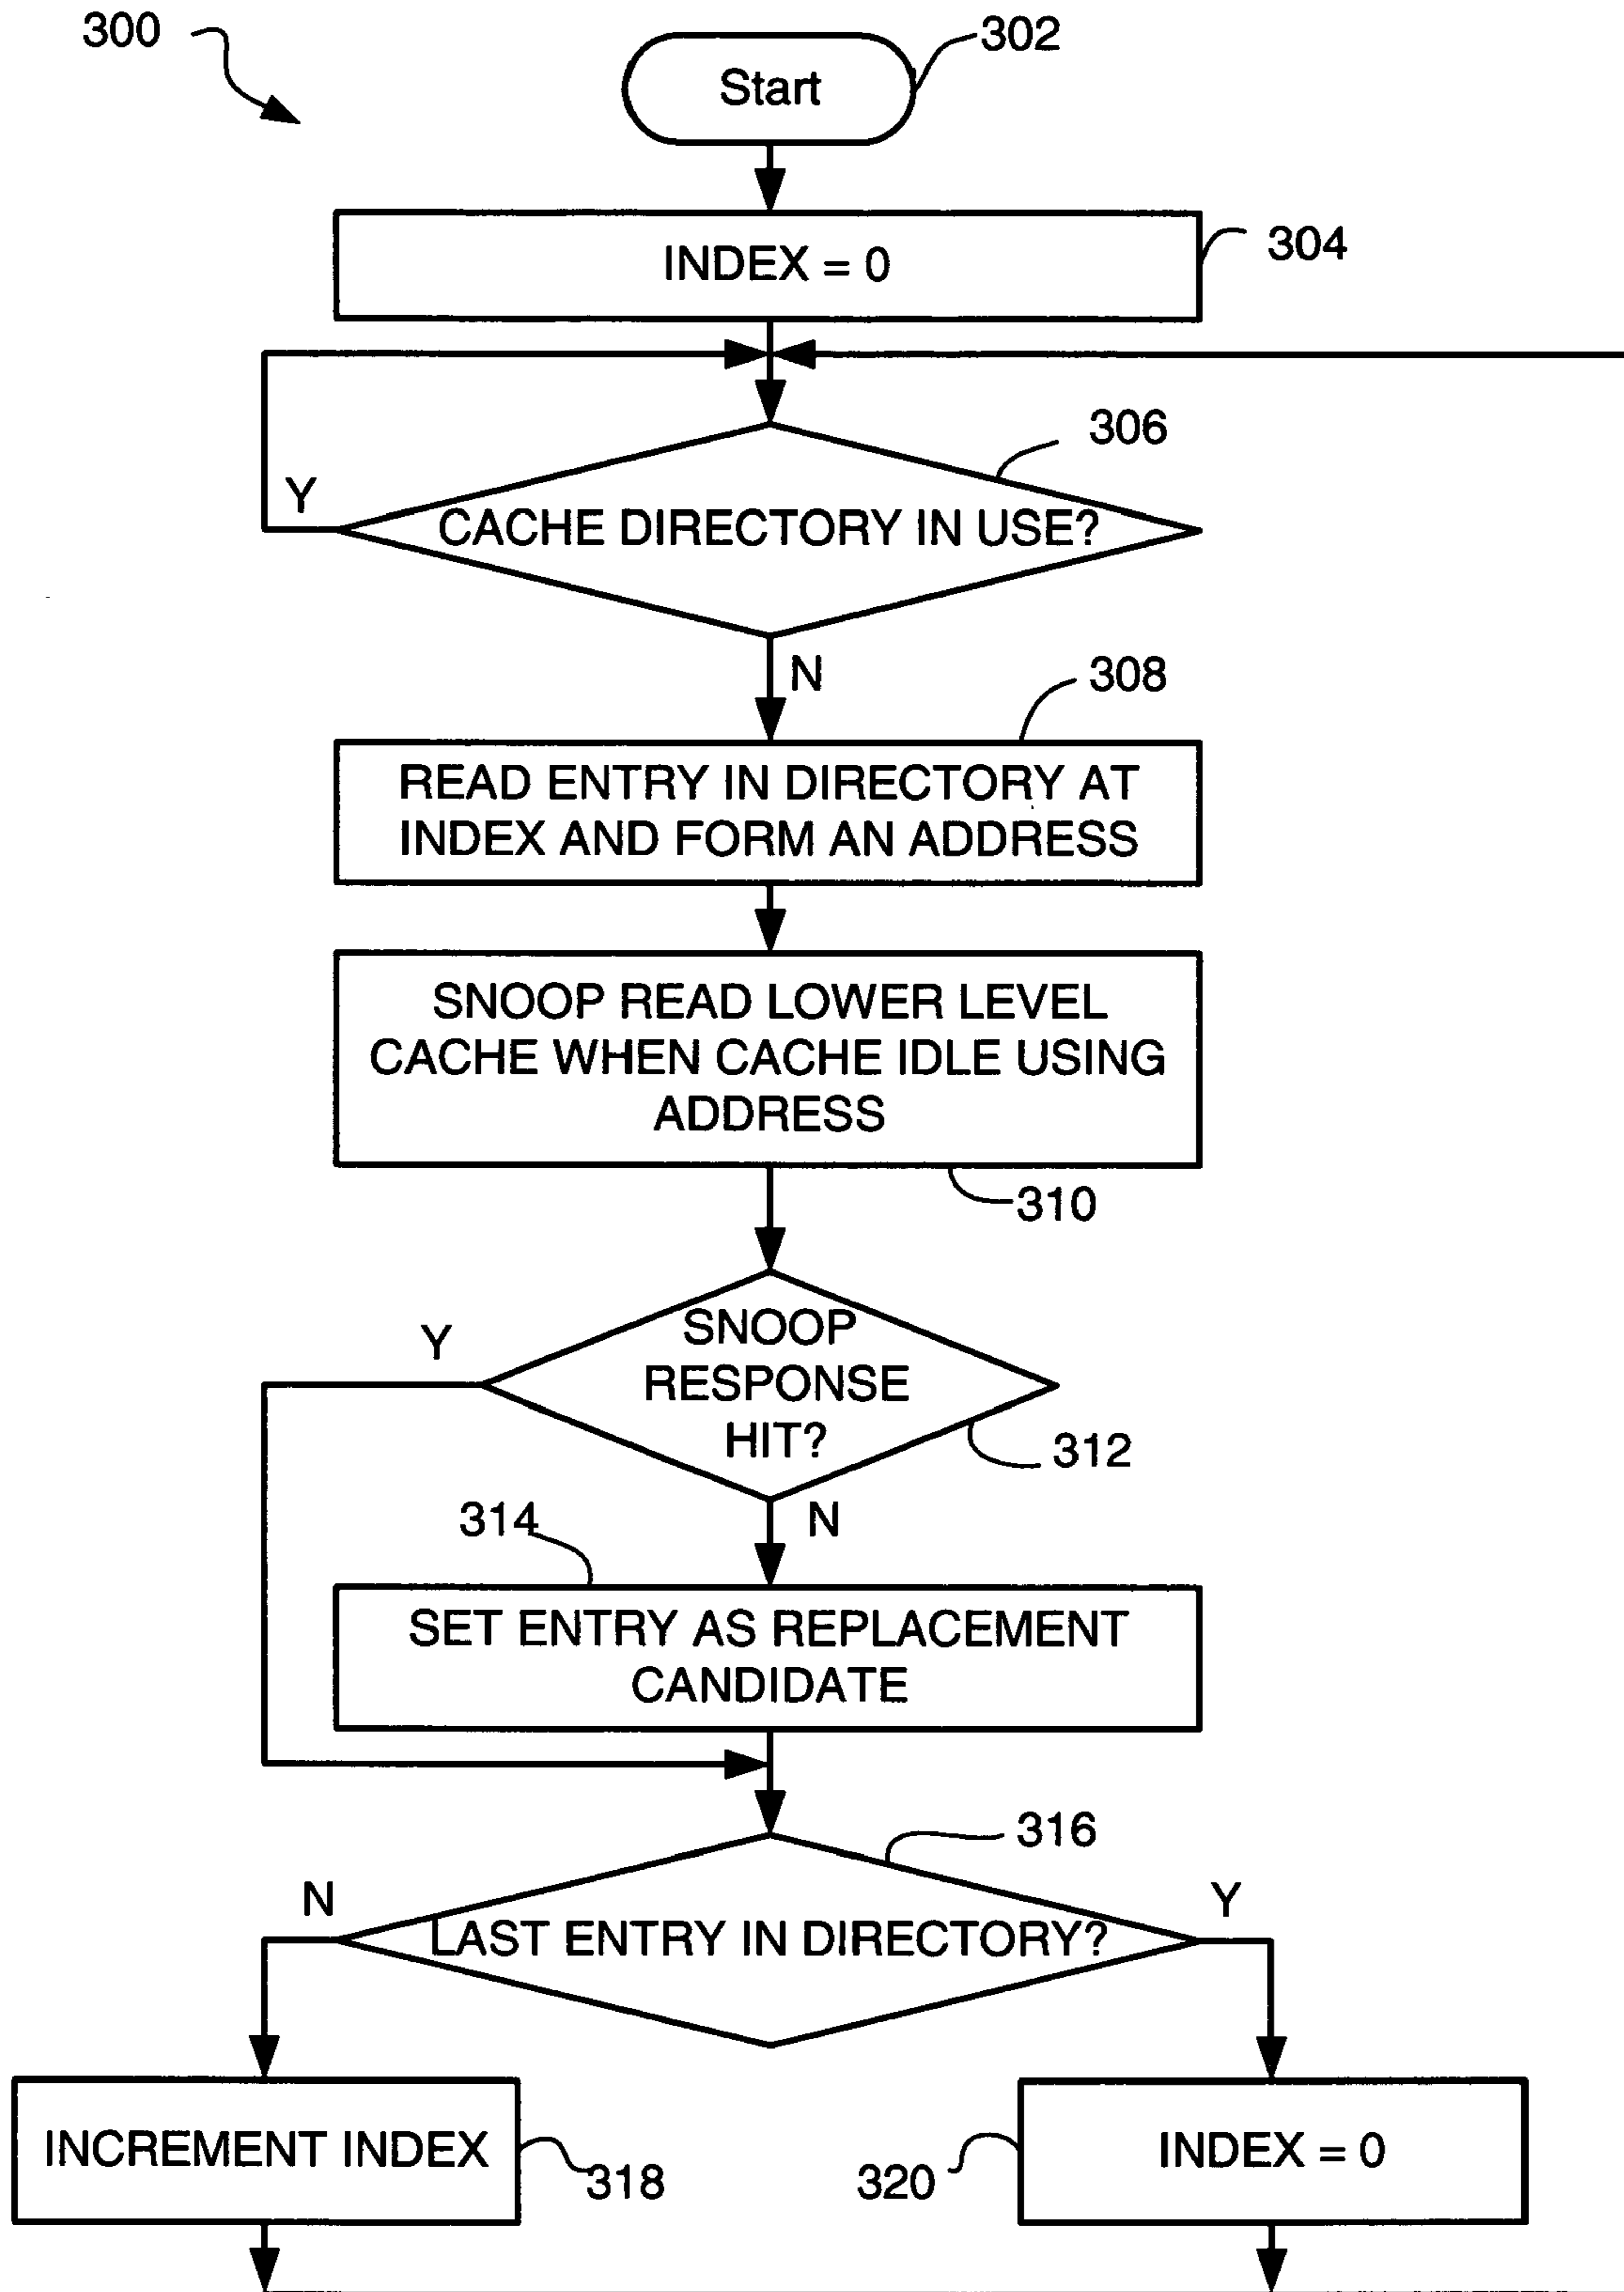 300
302
Start
INDEX = 0
304
306
Y
CACHE DIRECTORY IN USE?
N
308
READ ENTRY IN DIRECTORY AT
INDEX AND FORM AN ADDRESS
SNOOP READ LOWER LEVEL
CACHE WHEN CACHE IDLE USING
ADDRESS
310
Y
SNOOP
RESPONSE
HIT?
312
314
N
SET ENTRY AS REPLACEMENT
CANDIDATE
316
N
Y
LAST ENTRY IN DIRECTORY?
INCREMENT INDEX
318
320
INDEX = 0